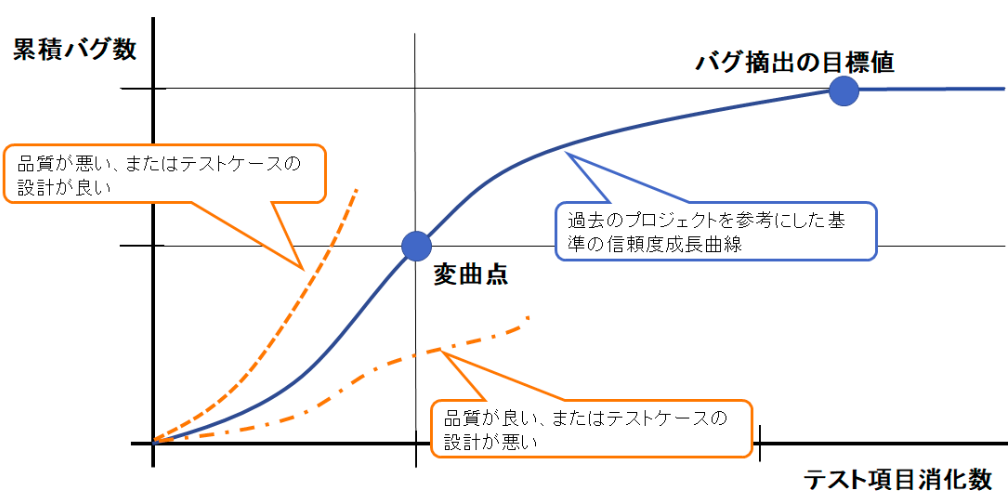 累積バグ数
バグ摘出の目標値
品質が悪い、またはテストケースの
設計が良い
過去のプロジェクトを参考にした基
準の信頼度成長曲線
変曲点
品質が良い、またはテストケースの
設計が悪い
テスト項目消化数